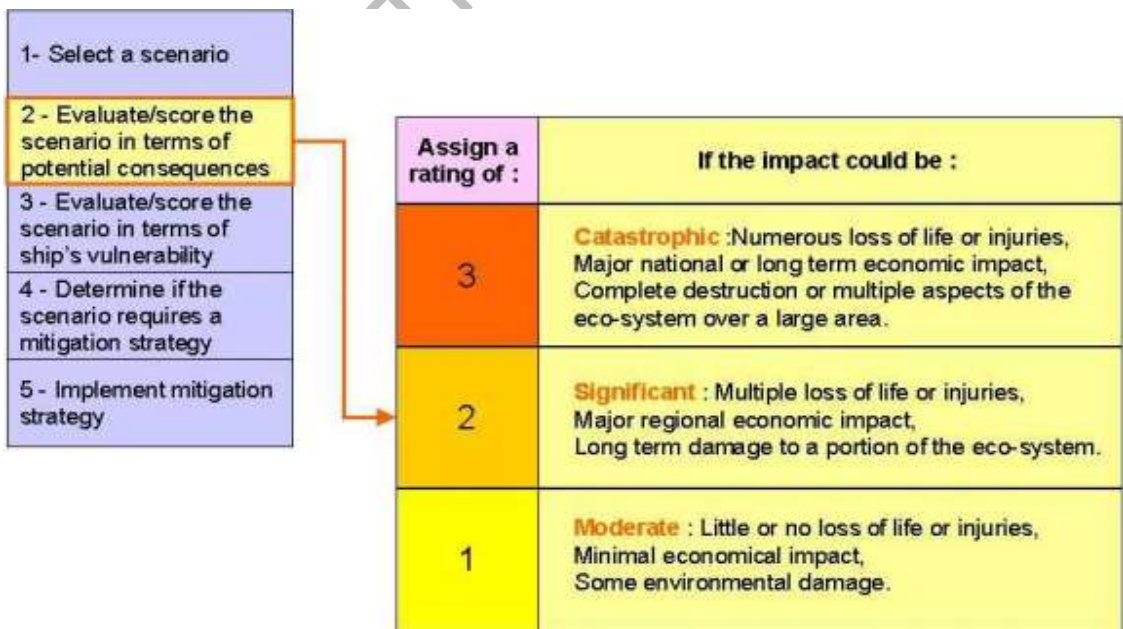 1- Select a scenario
2 - Evaluate/score the
scenario in terms of
potential consequences
3 - Evaluate/score the
scenario in terms of
ship's vulnerability
4 - Determine if the
scenario requires a
mitigation strategy
5 - Implement mitigation
strategy
Assign a
rating of :
If the impact could be :
3
Catastrophic :Numerous loss of life or injuries,
Major national or long term economic impact,
Complete destruction or multiple aspects of the
eco-system over a large area.
2
Significant : Multiple loss of life or injuries,
Major regional economic impact,
Long term damage to a portion of the eco-system.
1
Moderate : Little or no loss of life or injuries,
Minimal economical impact,
Some environmental damage.